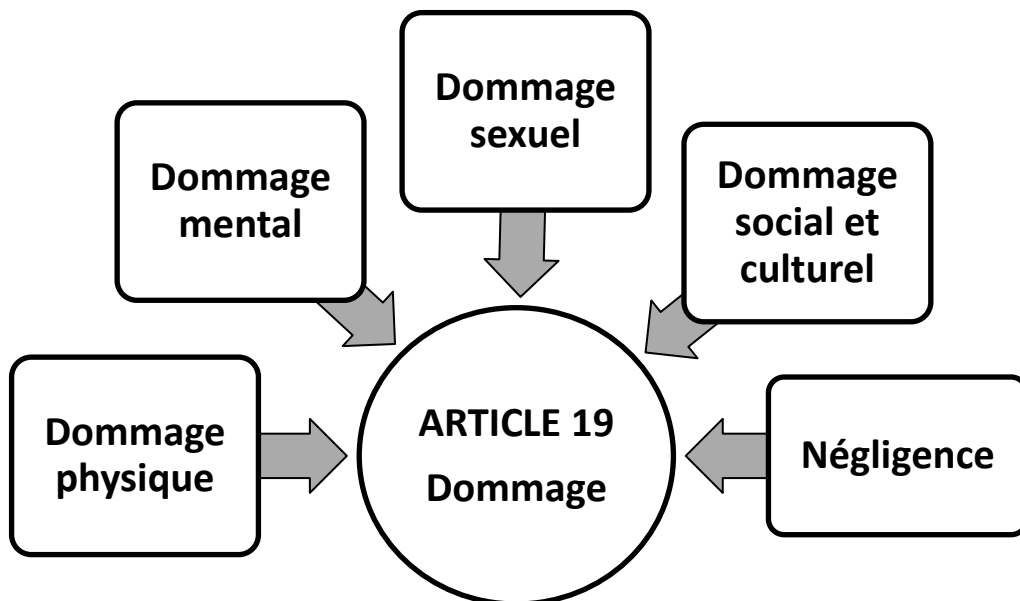 Dommage
sexuel
Dommage
mental
Dommage
social et
culturel
Dommage
physique
ARTICLE 19
Dommage
Négligence